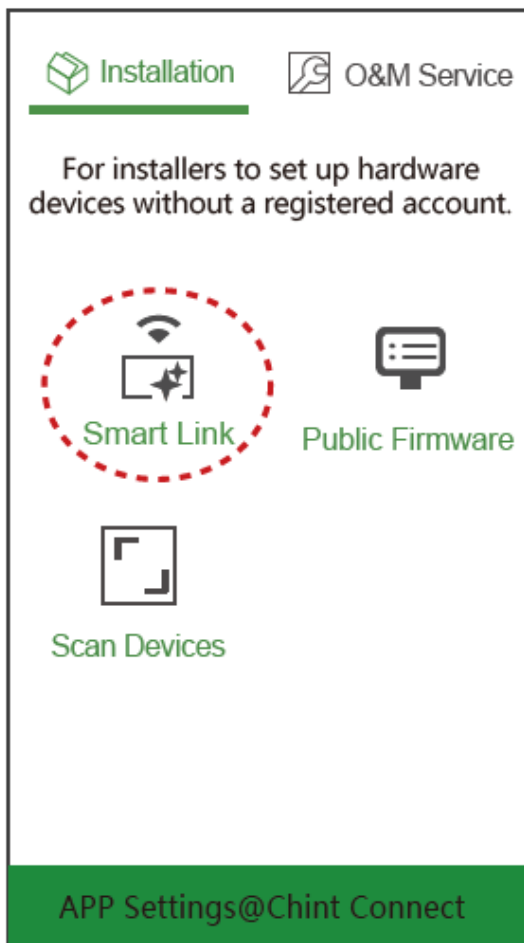 Installation
O&M Service
For installers to set up hardware
devices without a registered account.
Smart Link
Public Firmware
Scan Devices
APP Settings@Chint Connect